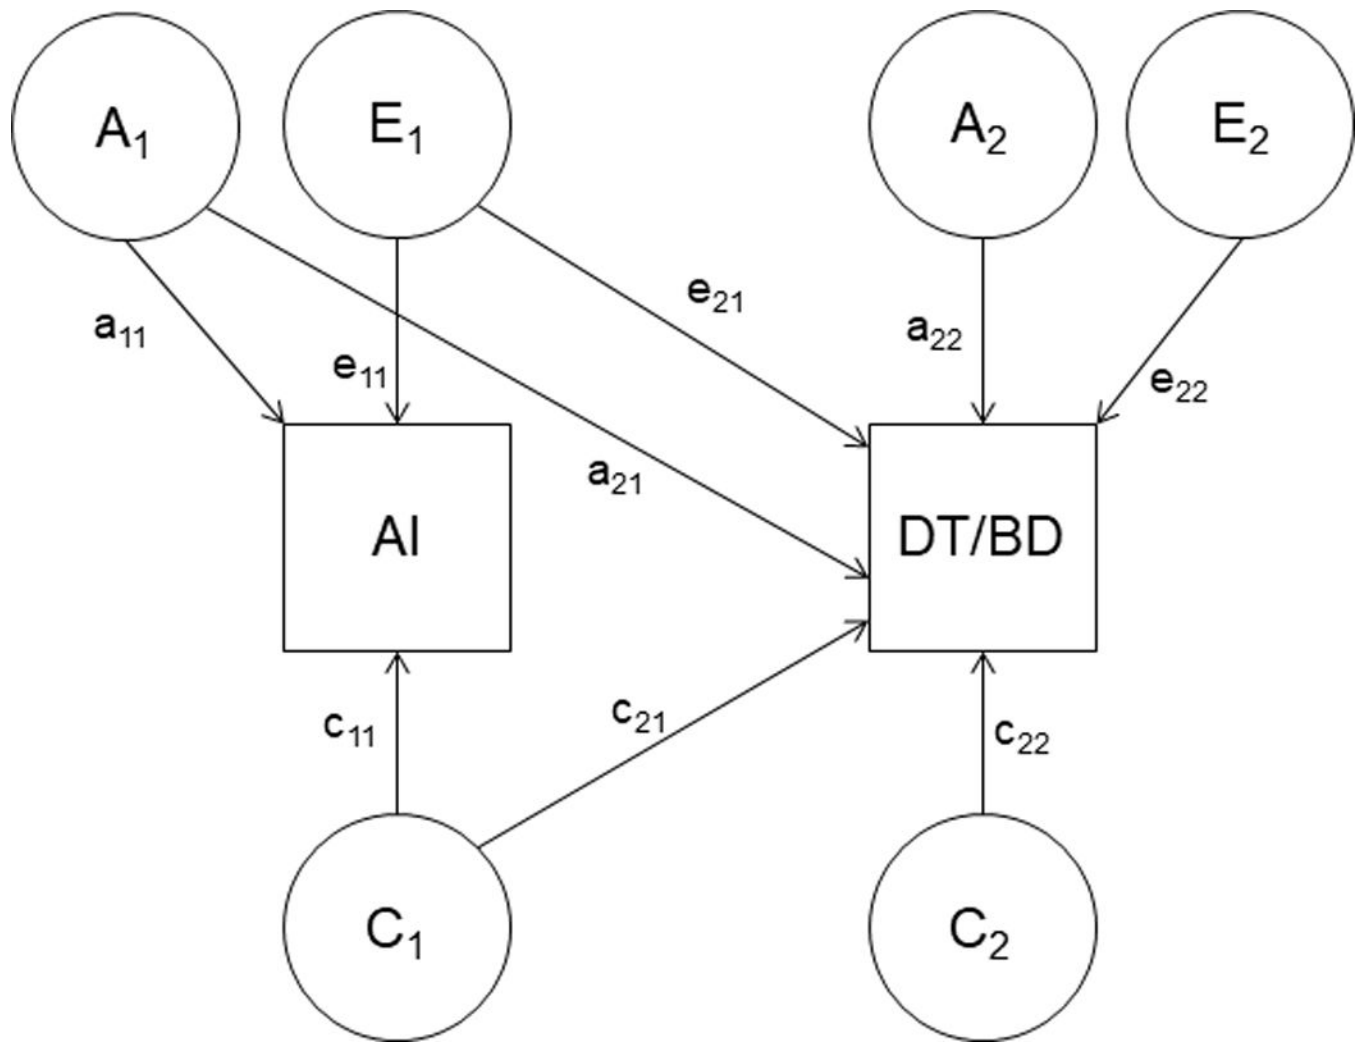 A₁
E₁
A₂
E₂
e₂₁
a₁₁
a₂₂
e₁₁
e₂₂
a₂₁
AI
DT/BD
c₂₁
c₁₁
c₂₂
C₁
C₂